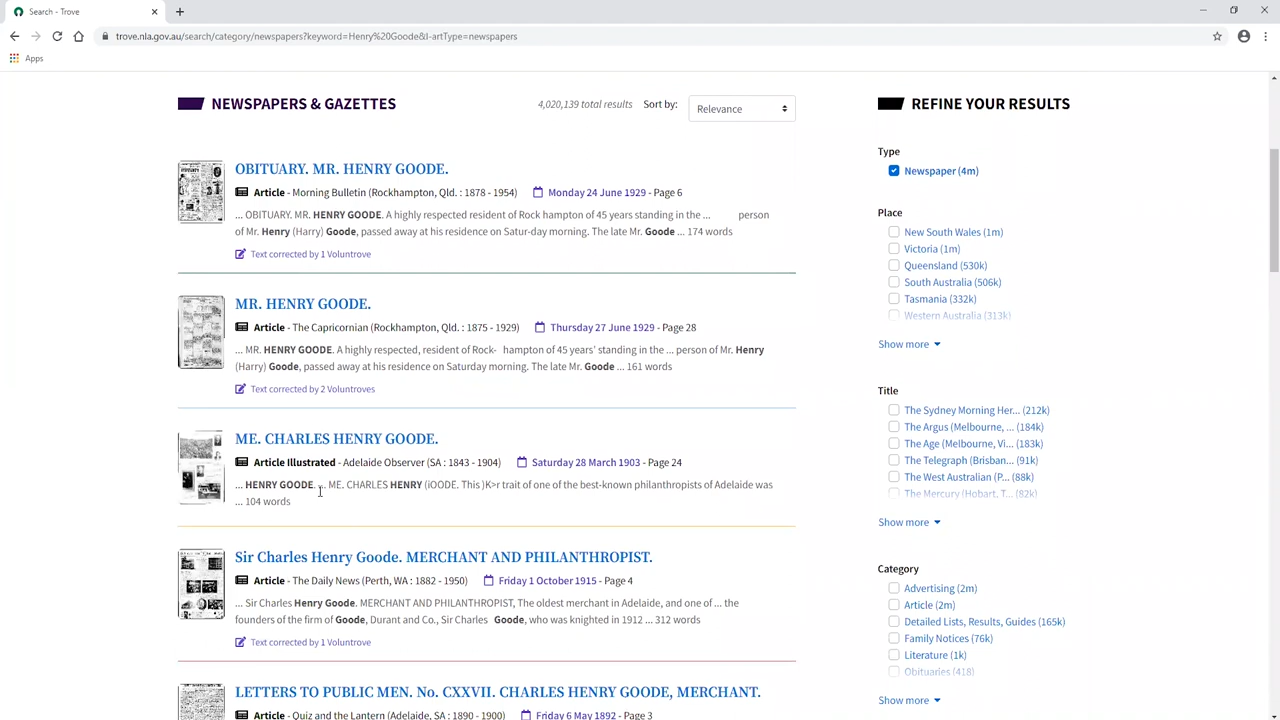 Search - Trove
trove.nla.gov.au/search/category/newspapers?keyword=Henry%20Goode&l-artType=newspapers
Apps
NEWSPAPERS & GAZETTES
4,020,139 total results
Sort by:
Relevance
OBITUARY. MR. HENRY GOODE.
Article - Morning Bulletin (Rockhampton, Qld. : 1878 - 1954)
Monday 24 June 1929 - Page 6
... OBITUARY. MR. HENRY GOODE. A highly respected resident of Rock hampton of 45 years standing in the ... person
of Mr. Henry (Harry) Goode, passed away at his residence on Satur-day morning. The late Mr. Goode ... 174 words
Text corrected by 1 Voluntrove
MR. HENRY GOODE.
Article - The Capricornian (Rockhampton, Qld. : 1875 - 1929)
Thursday 27 June 1929 - Page 28
... MR. HENRY GOODE. A highly respected, resident of Rock- hampton of 45 years' standing in the ... person of Mr. Henry
(Harry) Goode, passed away at his residence on Saturday morning. The late Mr. Goode ... 161 words
Text corrected by 2 Voluntroves
ME. CHARLES HENRY GOODE.
Article Illustrated - Adelaide Observer (SA : 1843 - 1904)
Saturday 28 March 1903 - Page 24
... HENRY GOODE. ... ME. CHARLES HENRY (iOODE. This )K>r trait of one of the best-known philanthropists of Adelaide was
... 104 words
Sir Charles Henry Goode. MERCHANT AND PHILANTHROPIST.
Article - The Daily News (Perth, WA : 1882 - 1950)
Friday 1 October 1915 - Page 4
... Sir Charles Henry Goode. MERCHANT AND PHILANTHROPIST, The oldest merchant in Adelaide, and one of ... the
founders of the firm of Goode, Durant and Co., Sir Charles Goode, who was knighted in 1912 ... 312 words
Text corrected by 1 Voluntrove
LETTERS TO PUBLIC MEN. No. CXXVII. CHARLES HENRY GOODE, MERCHANT.
Article - Quiz and the Lantern (Adelaide, SA : 1890 - 1900)
Friday 6 May 1892 - Page 3
REFINE YOUR RESULTS
Type
Newspaper (4m)
Place
New South Wales (1m)
Victoria (1m)
Queensland (530k)
South Australia (506k)
Tasmania (332k)
Western Australia (313k)
Show more
Title
The Sydney Morning Her... (212k)
The Argus (Melbourne, ... (184k)
The Age (Melbourne, Vi... (183k)
The Telegraph (Brisban... (91k)
The West Australian (P... (88k)
The Mercury (Hobart, T... (82k)
Show more
Category
Advertising (2m)
Article (2m)
Detailed Lists, Results, Guides (165k)
Family Notices (76k)
Literature (1k)
Obituaries (418)
Show more